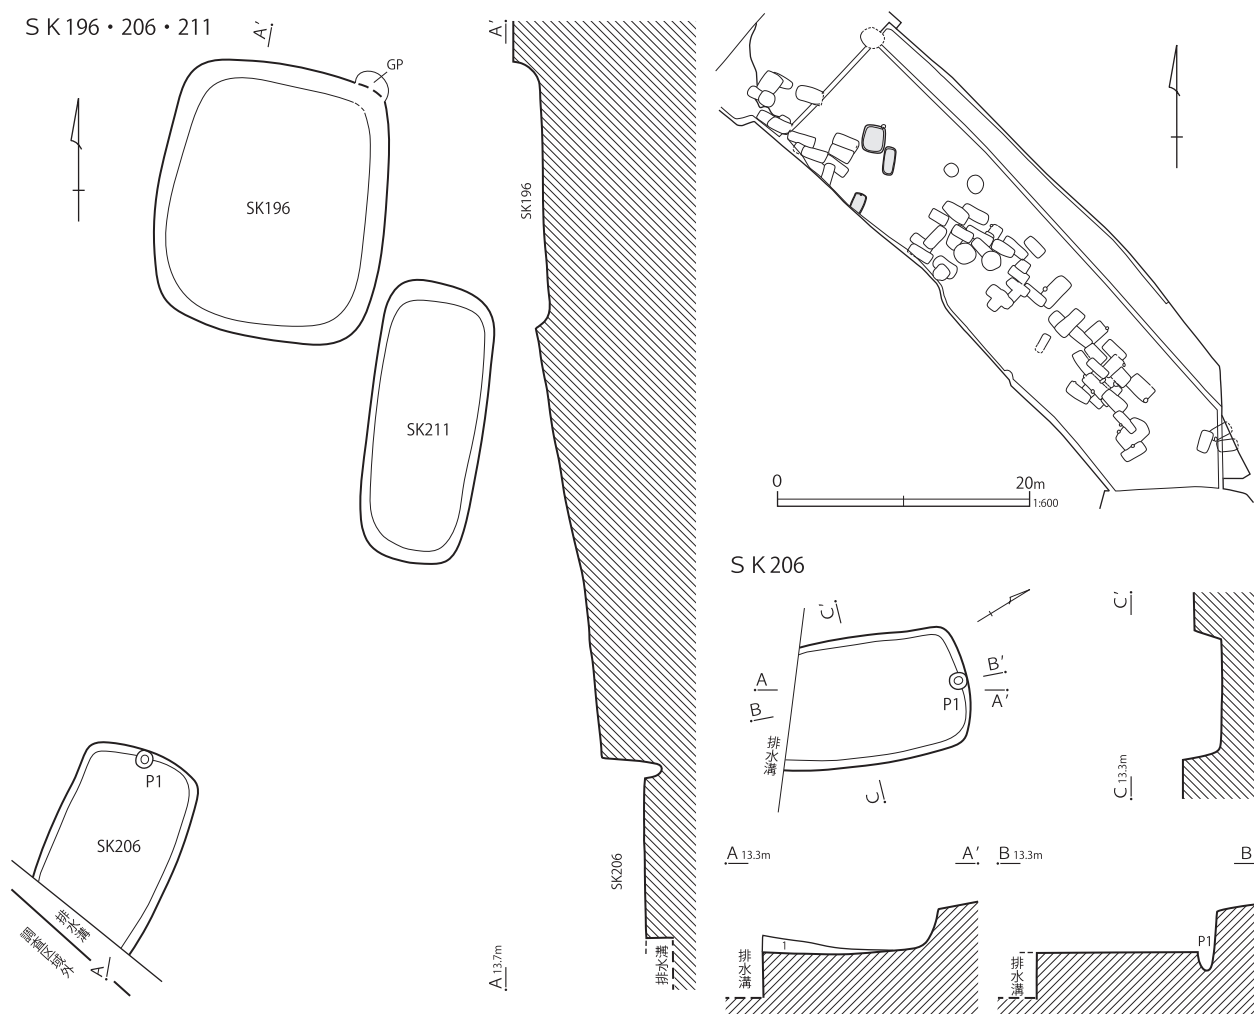 ＳＫ196・206・211
A′
GP
SK196
SK211
P1
SK206
排水溝
調査区域外
A
A′
SK196
SK206
A 13.7m
排水溝
0
20m
1:600
ＳＫ206
C′
A
B
B′
A′
P1
排水溝
C
C′
C 13.3m
A 13.3m
A′
1
排水溝
B 13.3m
B
P1
排水溝